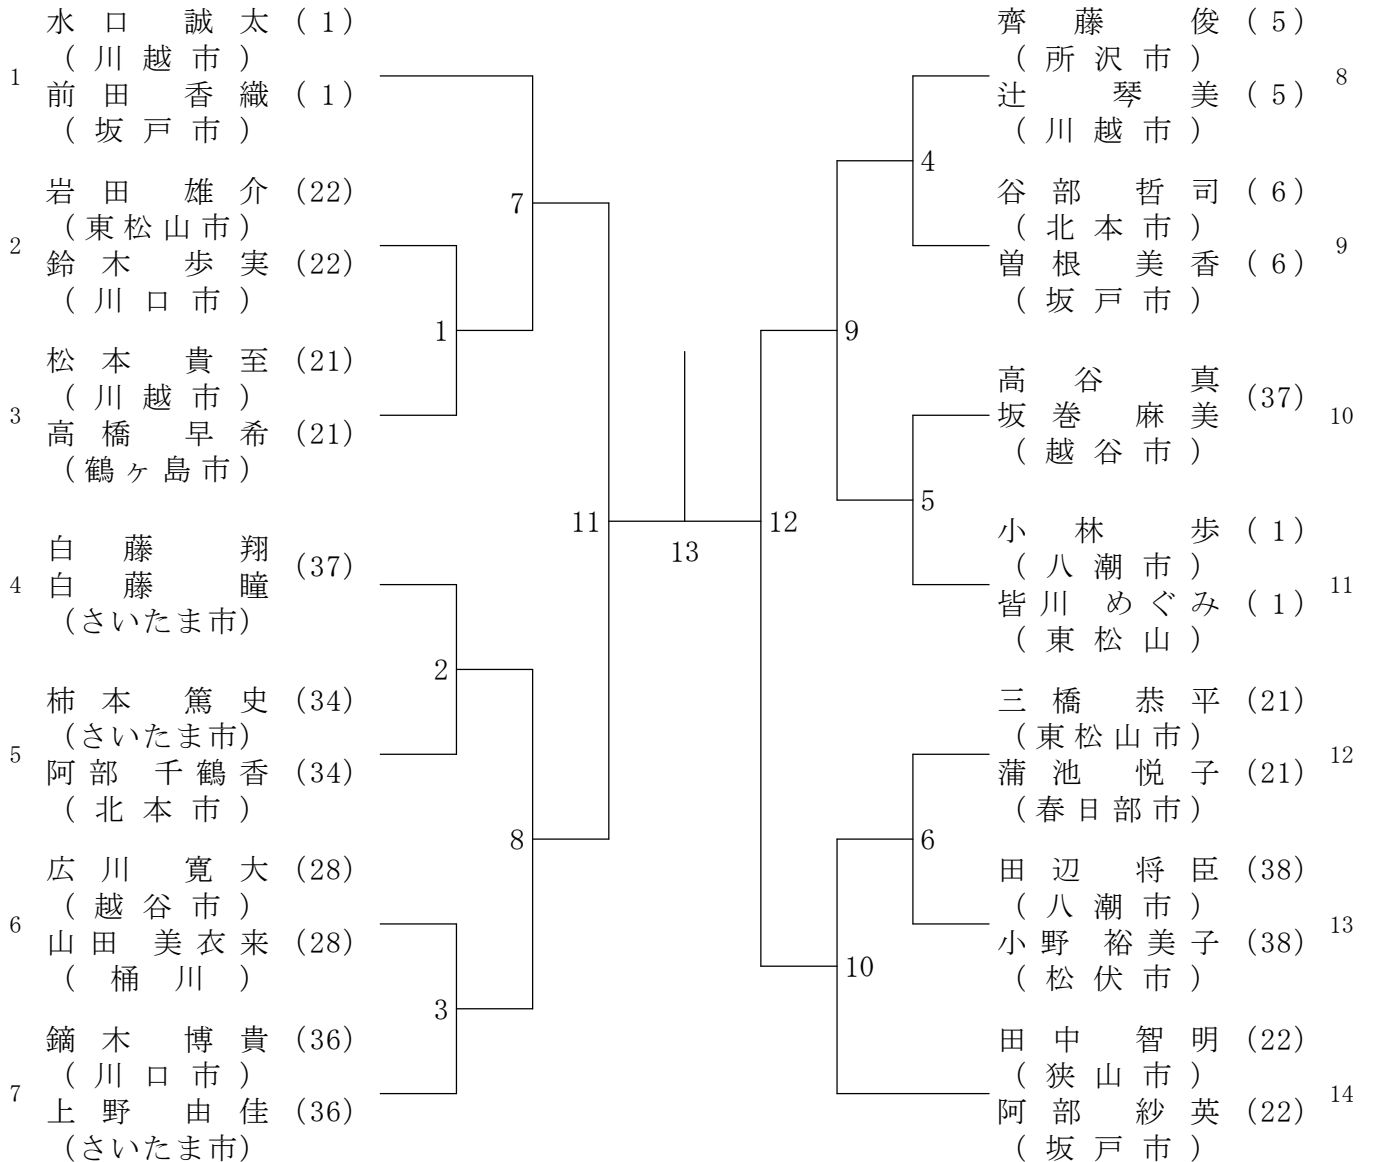 水口 誠太 (1)
(川越市)
1
前田 香織 (1)
(坂戸市)
岩田 雄介 (22)
(東松山市)
2
鈴木 歩実 (22)
(川口市)
松本 貴至 (21)
(川越市)
3
高橋 早希 (21)
(鶴ヶ島市)
白藤 翔
(37)
4
白藤 瞳
(さいたま市)
柿本 篤史 (34)
(さいたま市)
5
阿部 千鶴香 (34)
(北本市)
広川 寛大 (28)
(越谷市)
6
山田 美衣来 (28)
(桶川)
鏑木 博貴 (36)
(川口市)
7
上野 由佳 (36)
(さいたま市)
7
1
11
2
8
3
13
4
9
12
5
6
10
齊藤 俊 (5)
(所沢市)
8
辻 琴美 (5)
(川越市)
谷部 哲司 (6)
(北本市)
9
曽根 美香 (6)
(坂戸市)
高谷 真
(37)
坂巻 麻美
10
(越谷市)
小林 歩 (1)
(八潮市)
11
皆川 めぐみ (1)
(東松山)
三橋 恭平 (21)
(東松山市)
12
蒲池 悦子 (21)
(春日部市)
田辺 将臣 (38)
(八潮市)
13
小野 裕美子 (38)
(松伏市)
田中 智明 (22)
(狭山市)
14
阿部 紗英 (22)
(坂戸市)